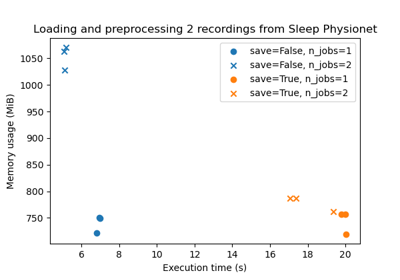 Loading and preprocessing 2 recordings from Sleep Physionet
save=False, n_jobs=1
save=False, n_jobs=2
save=True, n_jobs=1
save=True, n_jobs=2
Memory usage (MiB)
1050
1000
950
900
850
800
750
6 8 10 12 14 16 18 20
Execution time (s)